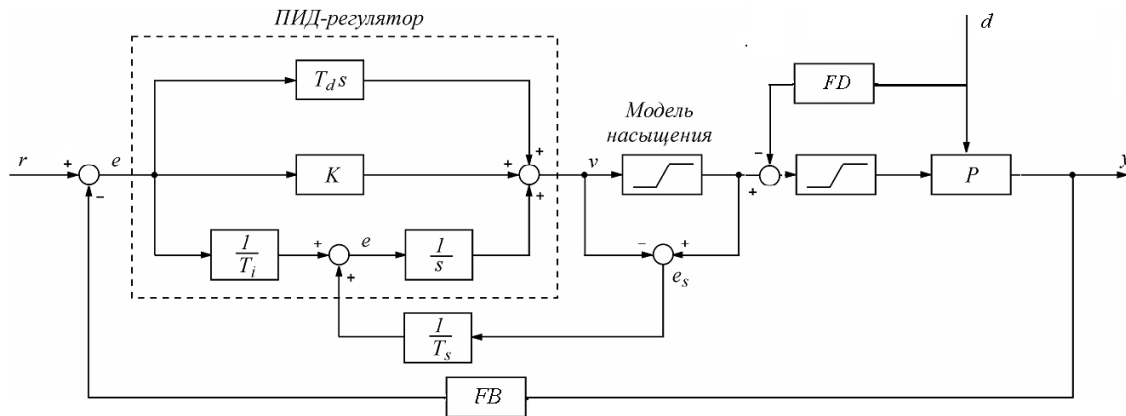 ПИД-регулятор
d
T_d s
FD
Модель
насыщения
r
+
e
K
+
+
v
−
P
y
−
+
+
1/T_i
+
e
1/s
−
+
+
e_s
1/T_s
FB